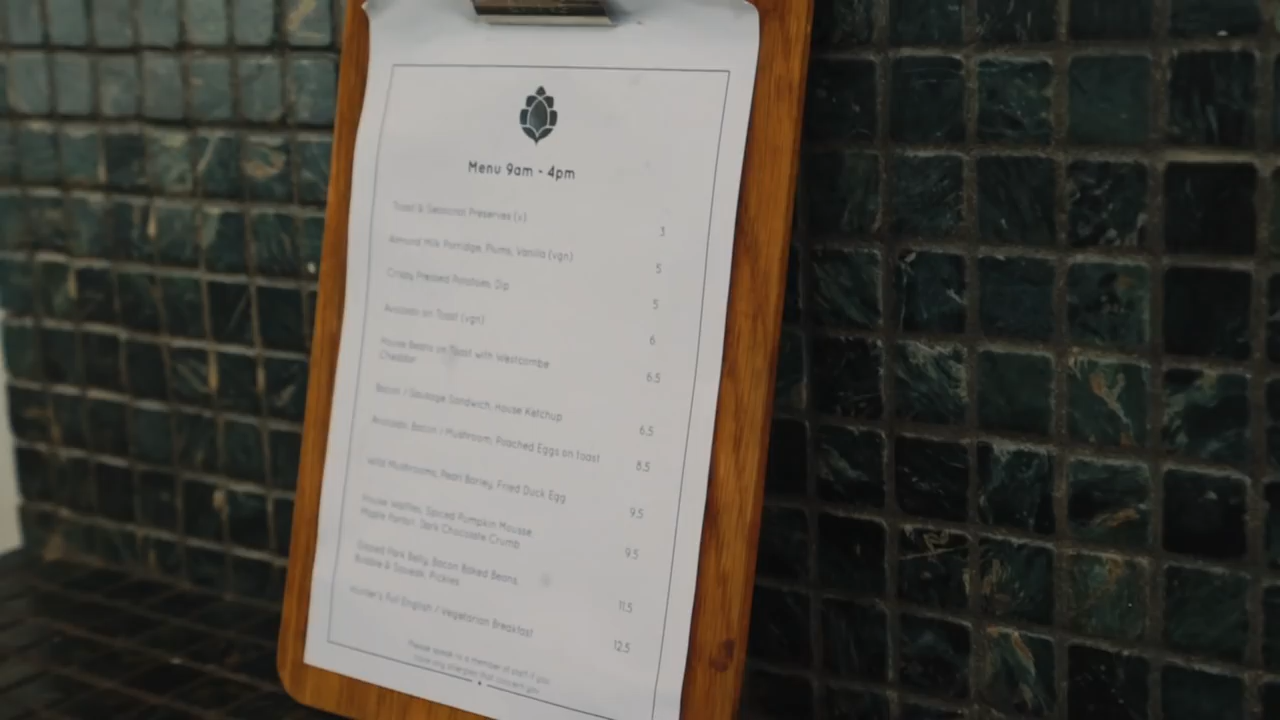 Menu 9am - 4pm
Toast & Seasonal Preserves (v)
3
Almond Milk Porridge, Plums, Vanilla (vgn)
5
Crispy Pressed Potatoes, Dip
5
Avocado on Toast (vgn)
6
House Beans on Toast with Westcombe
Cheddar
6.5
Bacon / Sausage Sandwich, House Ketchup
6.5
Avocado, Bacon / Mushroom, Poached Eggs on toast
8.5
Wild Mushrooms, Pearl Barley, Fried Duck Egg
9.5
House Waffles, Spiced Pumpkin Mousse
Maple Pecan, Dark Chocolate Crumb
9.5
Pork Belly, Bacon Baked Beans,
Bubble & Squeak, Pickles
11.5
Hunter's Full English / Vegetarian Breakfast
12.5
Please speak to a member of staff if you
have any allergies that concern you